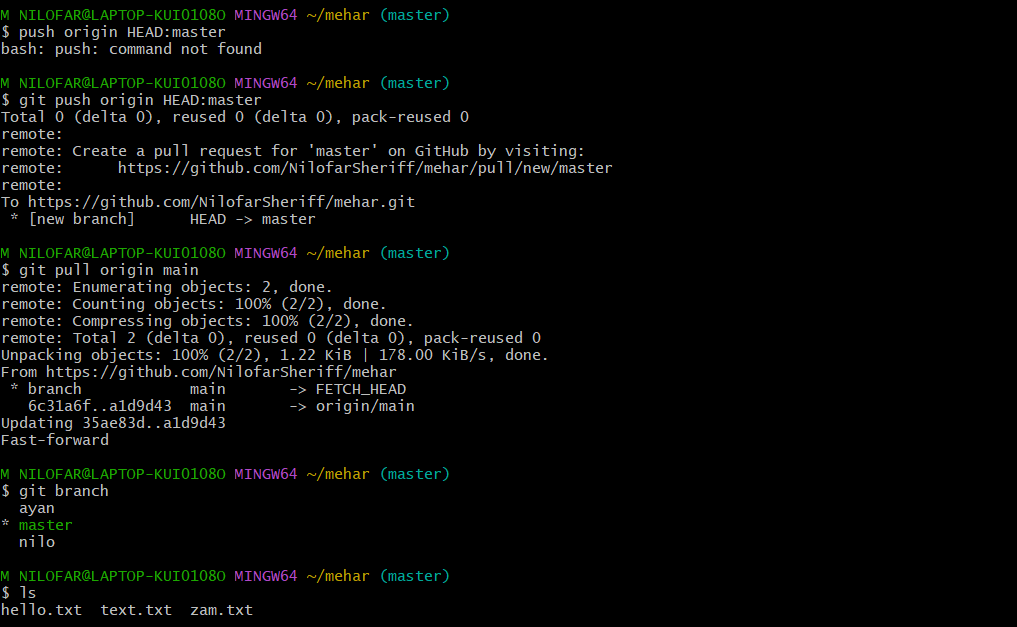 M NILOFAR@LAPTOP-KUI0108O MINGW64 ~/mehar (master)
$ push origin HEAD:master
bash: push: command not found
M NILOFAR@LAPTOP-KUI0108O MINGW64 ~/mehar (master)
$ git push origin HEAD:master
Total 0 (delta 0), reused 0 (delta 0), pack-reused 0
remote:
remote: Create a pull request for 'master' on GitHub by visiting:
remote:      https://github.com/NilofarSheriff/mehar/pull/new/master
remote:
To https://github.com/NilofarSheriff/mehar.git
 * [new branch]      HEAD -> master
M NILOFAR@LAPTOP-KUI0108O MINGW64 ~/mehar (master)
$ git pull origin main
remote: Enumerating objects: 2, done.
remote: Counting objects: 100% (2/2), done.
remote: Compressing objects: 100% (2/2), done.
remote: Total 2 (delta 0), reused 0 (delta 0), pack-reused 0
Unpacking objects: 100% (2/2), 1.22 KiB | 178.00 KiB/s, done.
From https://github.com/NilofarSheriff/mehar
 * branch            main       -> FETCH_HEAD
   6c31a6f..a1d9d43  main       -> origin/main
Updating 35ae83d..a1d9d43
Fast-forward
M NILOFAR@LAPTOP-KUI0108O MINGW64 ~/mehar (master)
$ git branch
  ayan
* master
  nilo
M NILOFAR@LAPTOP-KUI0108O MINGW64 ~/mehar (master)
$ ls
hello.txt  text.txt  zam.txt